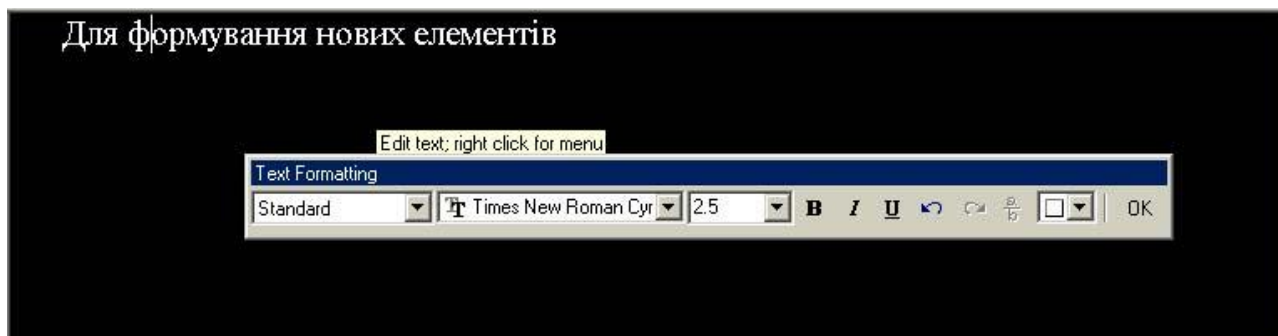 Для формування нових елементів
Edit text; right click for menu
Text Formatting
Standard Times New Roman Cyr 2.5 B I U a/b OK